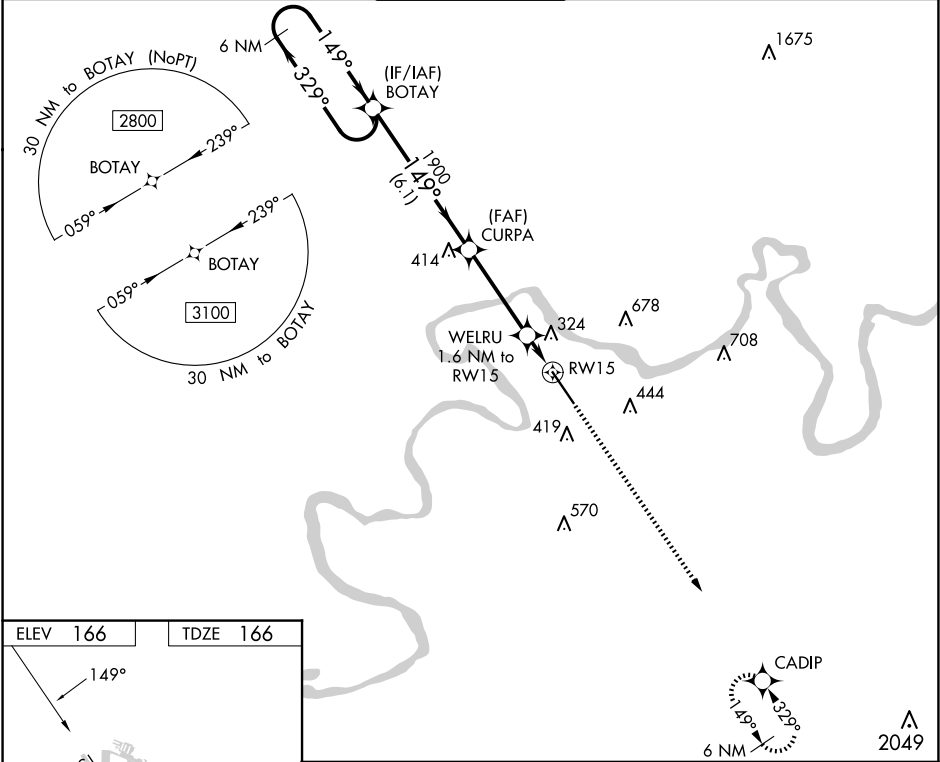 30 NM to BOTAY (NoPT)
2800
239°
BOTAY
059°
239°
BOTAY
059°
3100
30 NM to BOTAY
6 NM
149°
329°
(IF/IAF)
BOTAY
1900
149°
(6.1)
(FAF)
CURPA
414
1675
WELRU
1.6 NM to
RW15
324
678
708
RW15
444
419
570
CADIP
149°
329°
6 NM
2049
ELEV 166
TDZE 166
149°